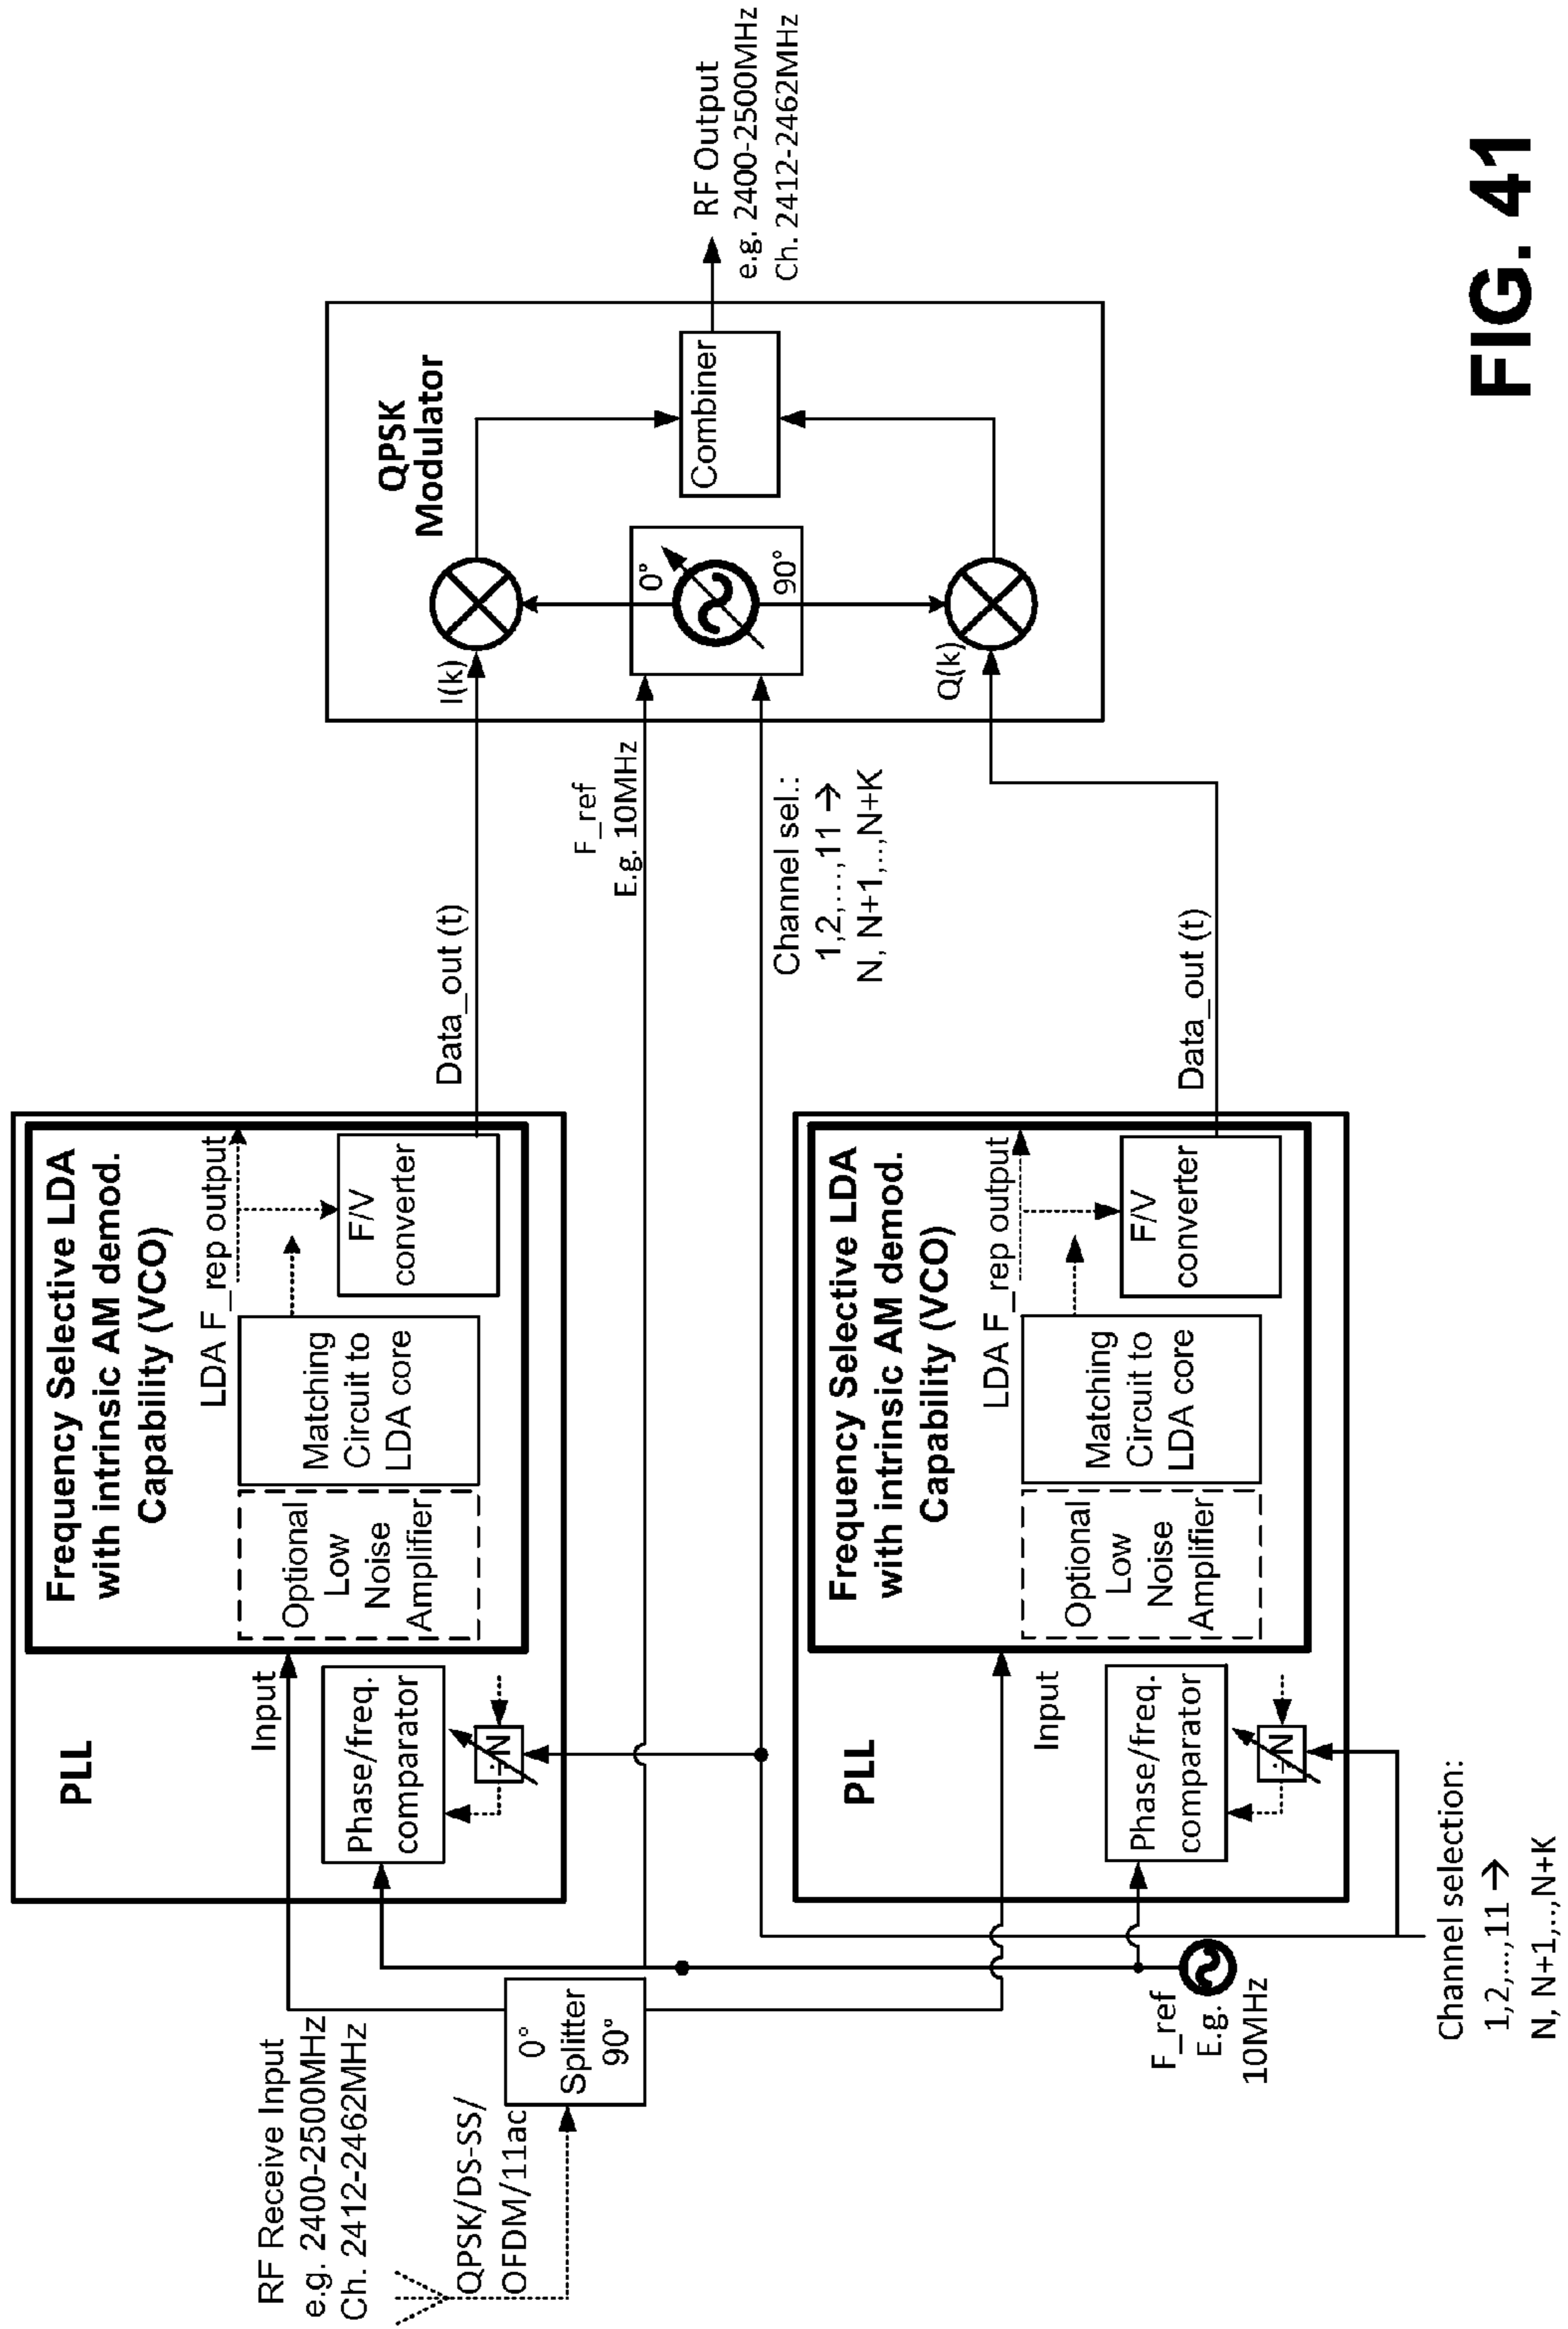 RF Receive Input
e.g. 2400-2500MHz
Ch. 2412-2462MHz
QPSK/DS-SS/
OFDM/11ac
0°
Splitter
90°
PLL
Input
Phase/freq.
comparator
÷N
Frequency Selective LDA
with intrinsic AM demod.
Capability (VCO)
LDA F_rep output
Optional
Low
Noise
Amplifier
Matching
Circuit to
LDA core
F/V
converter
Data_out (t)
F_ref
E.g. 10MHz
Channel sel.:
1,2,...,11 →
N, N+1,..,N+K
PLL
Input
Phase/freq.
comparator
÷N
Frequency Selective LDA
with intrinsic AM demod.
Capability (VCO)
LDA F_rep output
Optional
Low
Noise
Amplifier
Matching
Circuit to
LDA core
F/V
converter
Data_out (t)
F_ref
E.g.
10MHz
Channel selection:
1,2,...,11 →
N, N+1,..,N+K
QPSK
Modulator
I(k)
0°
90°
Q(k)
Combiner
RF Output
e.g. 2400-2500MHz
Ch. 2412-2462MHz
FIG. 41